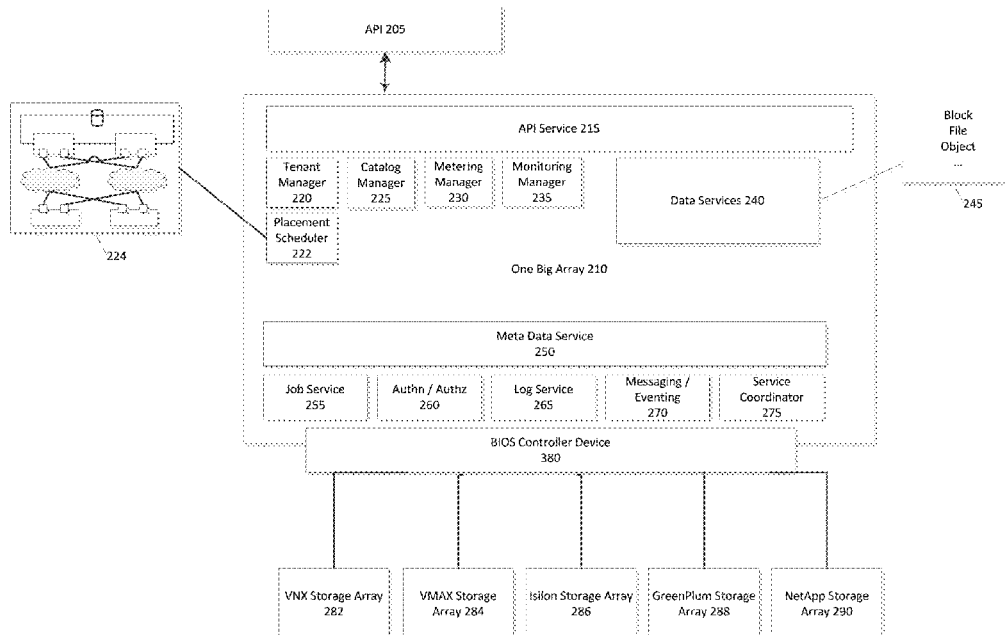 API 205
API Service 215
Tenant
Manager
220
Catalog
Manager
225
Metering
Manager
230
Monitoring
Manager
235
Data Services 240
Block
File
Object
...
245
Placement
Scheduler
222
224
One Big Array 210
Meta Data Service
250
Job Service
255
Authn / Authz
260
Log Service
265
Messaging /
Eventing
270
Service
Coordinator
275
BIOS Controller Device
380
VNX Storage Array
282
VMAX Storage
Array 284
Isilon Storage Array
286
GreenPlum Storage
Array 288
NetApp Storage
Array 290